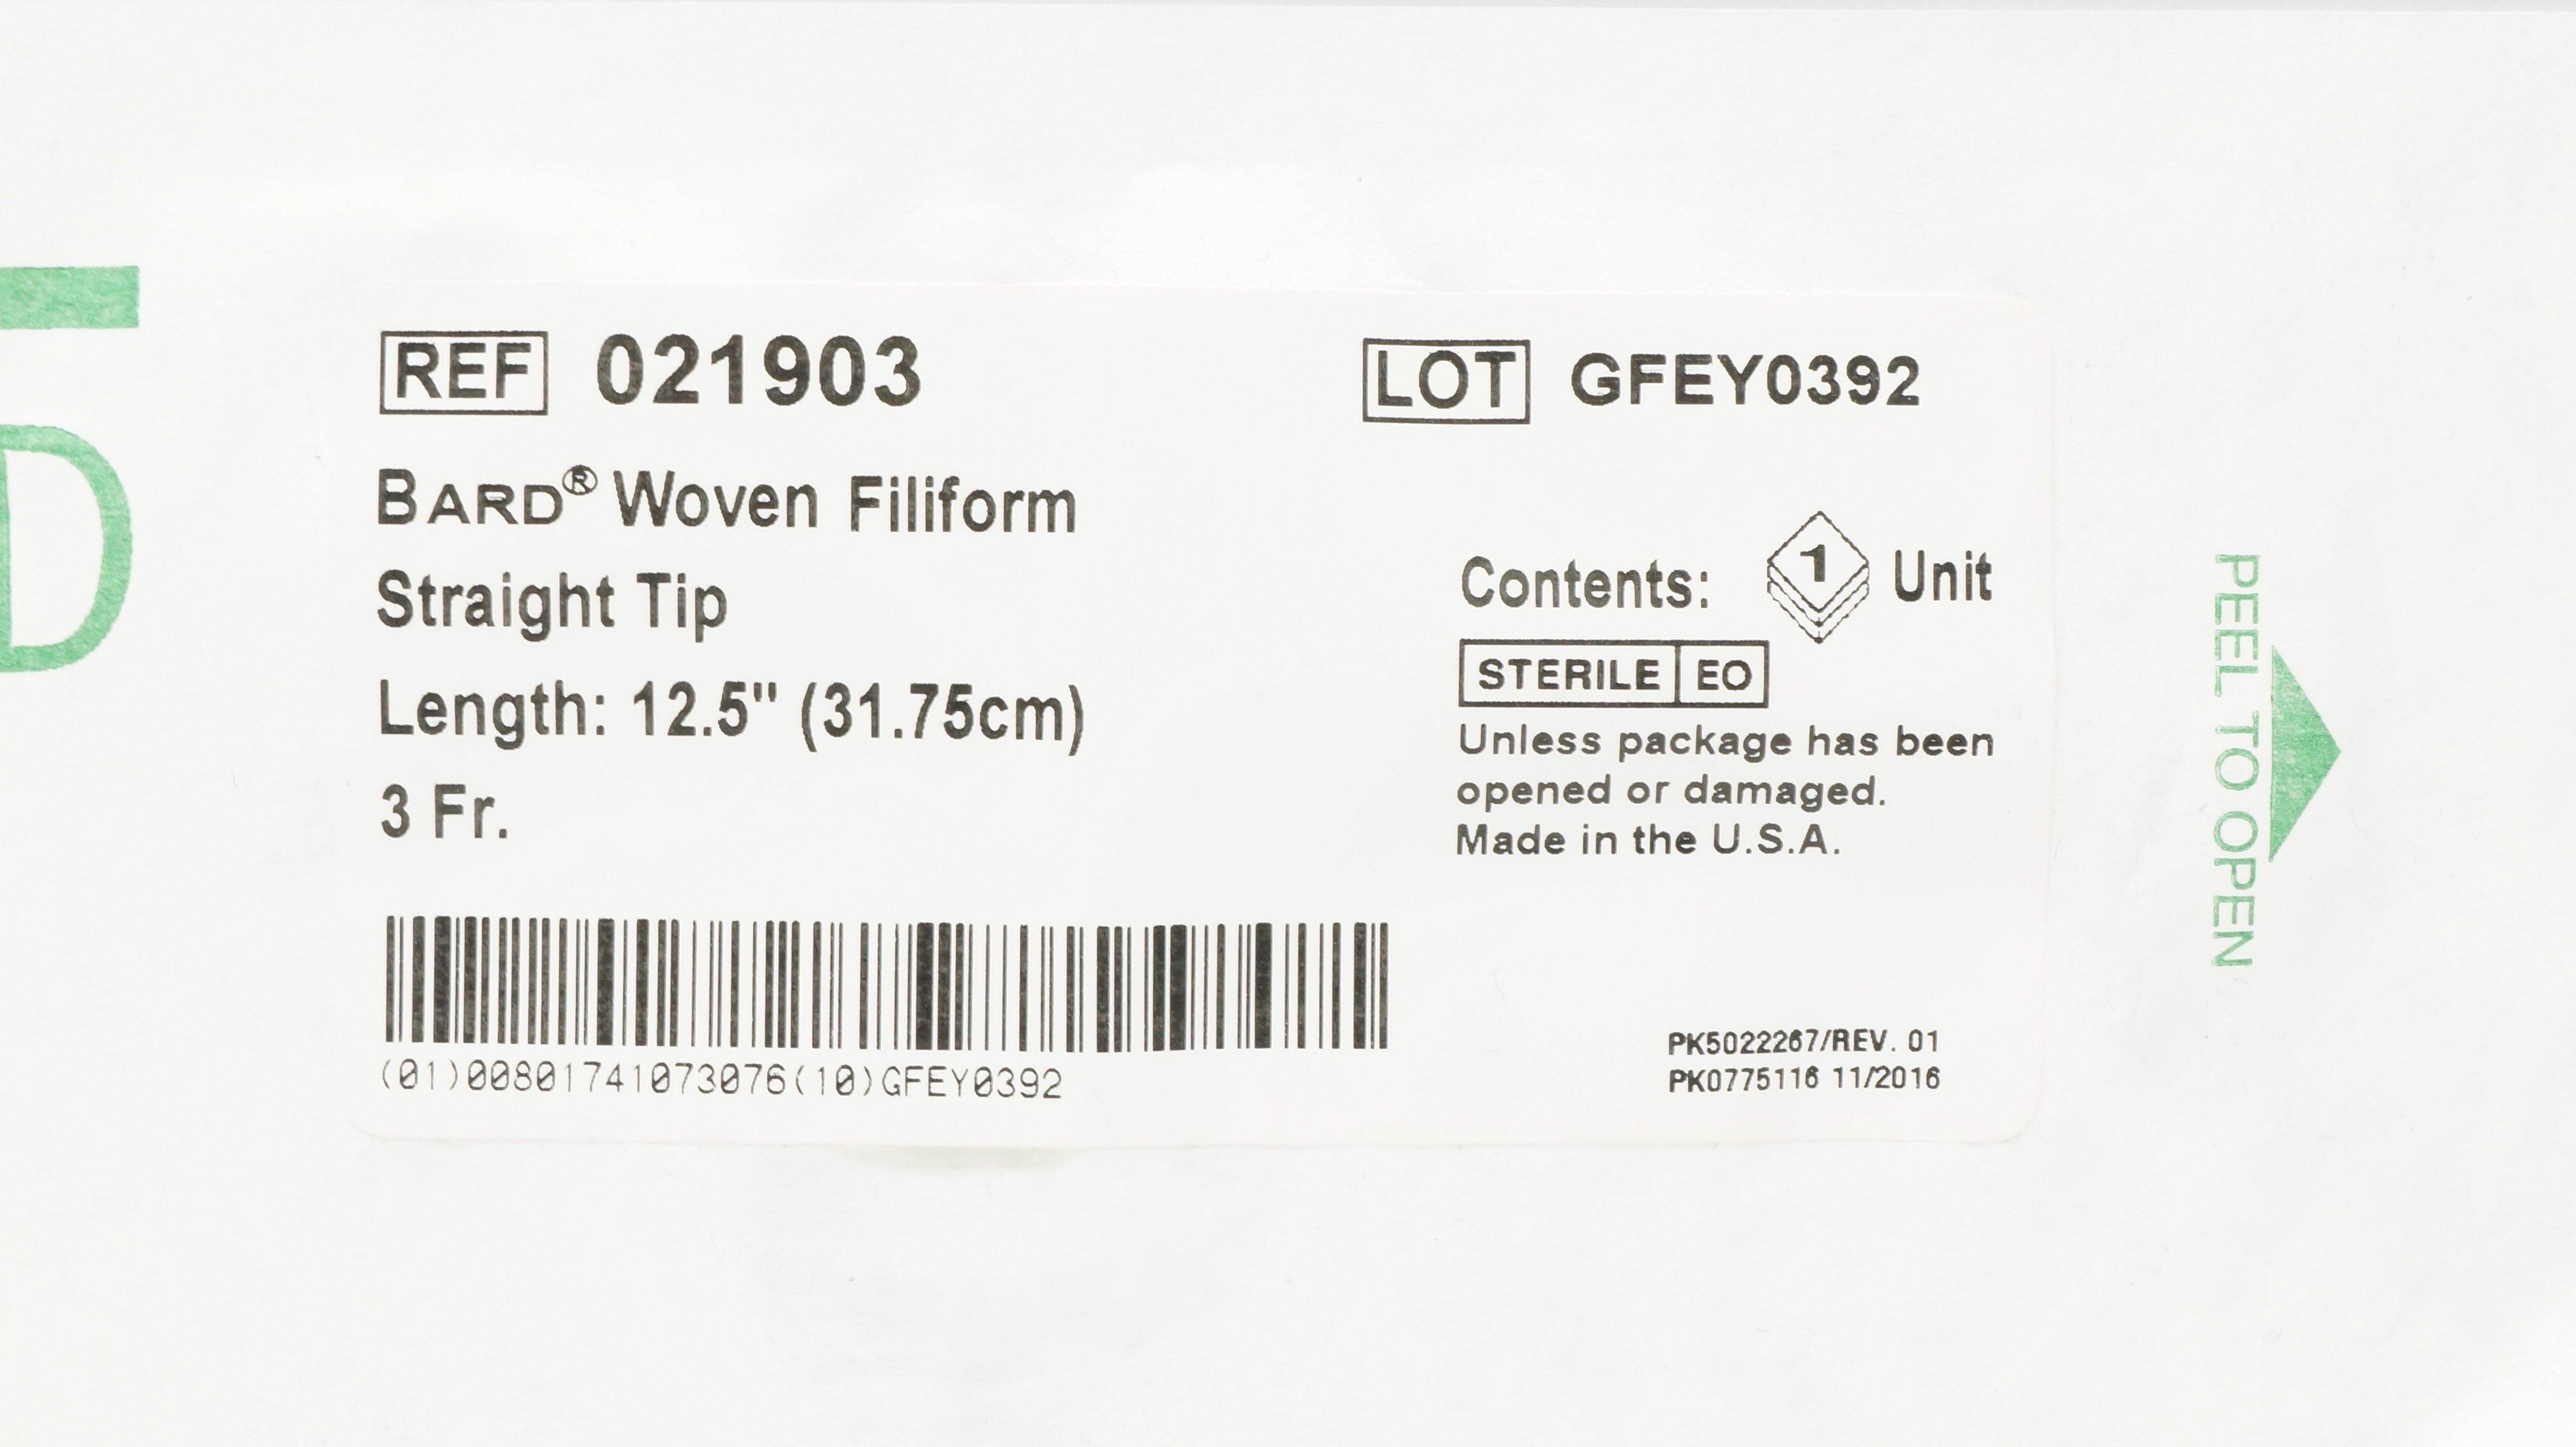 REF 021903
LOT GFEY0392
BARD® Woven Filiform
Straight Tip
Length: 12.5" (31.75cm)
3 Fr.
Contents: 1 Unit
STERILE EO
Unless package has been
opened or damaged.
Made in the U.S.A.
(01)00801741073076(10)GFEY0392
PK5022267/REV. 01
PK0775116 11/2016
PEEL TO OPEN
D